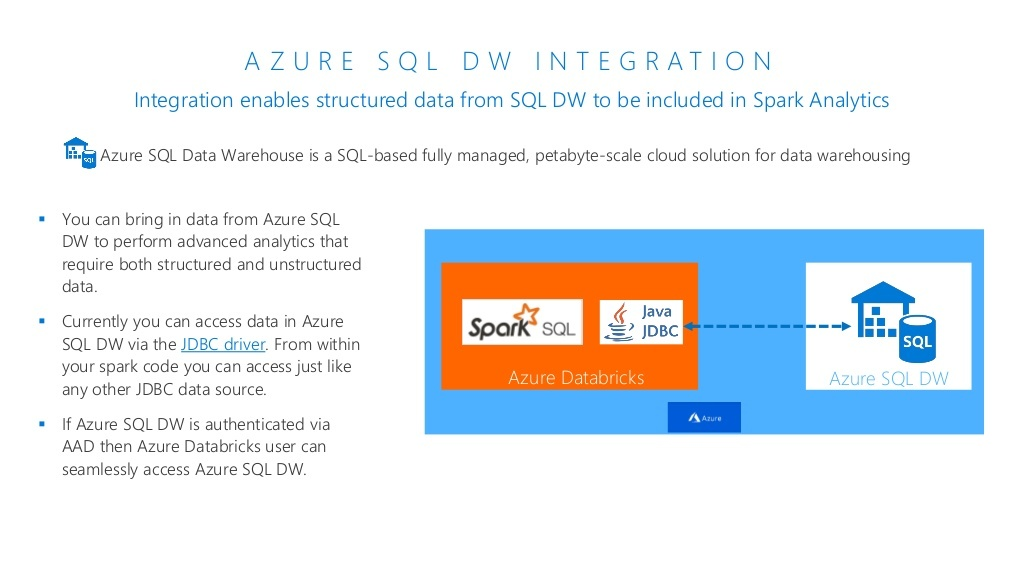 AZURE SQL DW INTEGRATION
Integration enables structured data from SQL DW to be included in Spark Analytics
SQL
Azure SQL Data Warehouse is a SQL-based fully managed, petabyte-scale cloud solution for data warehousing
▪ You can bring in data from Azure SQL
DW to perform advanced analytics that
require both structured and unstructured
data.
▪ Currently you can access data in Azure
SQL DW via the JDBC driver. From within
your spark code you can access just like
any other JDBC data source.
▪ If Azure SQL DW is authenticated via
AAD then Azure Databricks user can
seamlessly access Azure SQL DW.
Spark SQL
Java
JDBC
Azure Databricks
SQL
Azure SQL DW
Azure